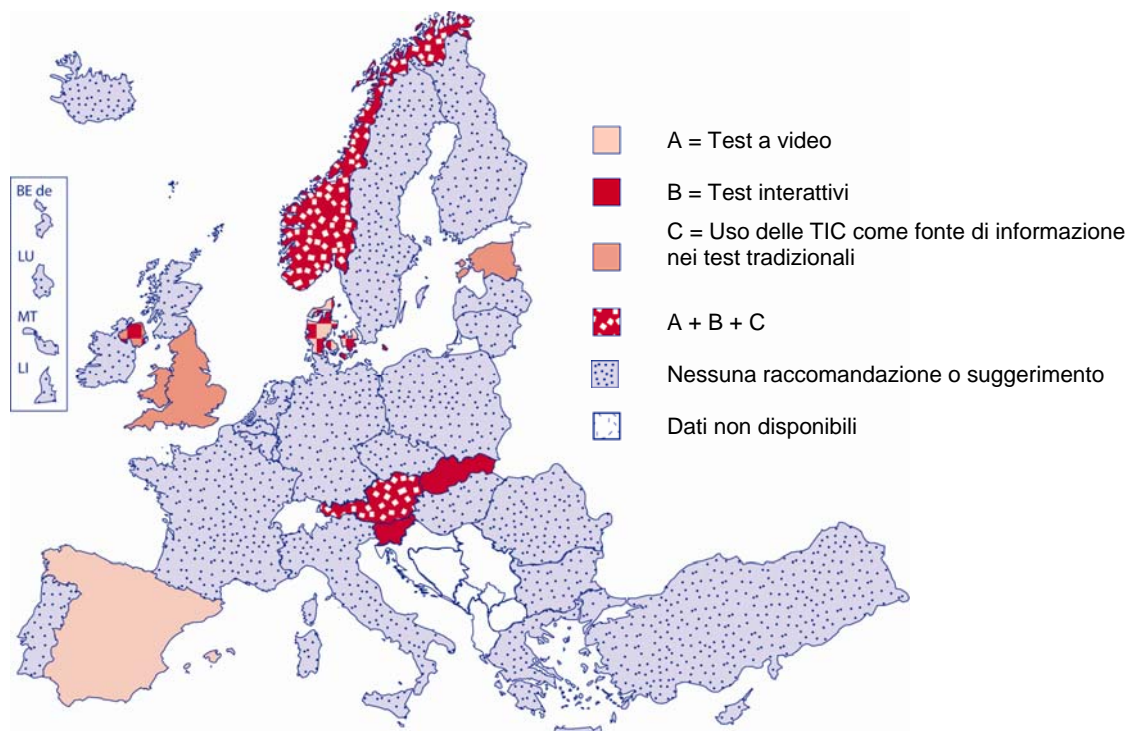 BE de
LU
MT
LI
A = Test a video
B = Test interattivi
C = Uso delle TIC come fonte di informazione
nei test tradizionali
A + B + C
Nessuna raccomandazione o suggerimento
Dati non disponibili